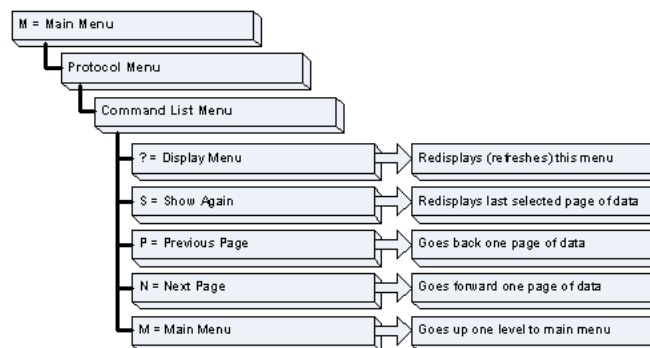 M = Main Menu
Protocol Menu
Command List Menu
? = Display Menu
Redisplays (refreshes) this menu
S = Show Again
Redisplays last selected page of data
P = Previous Page
Goes back one page of data
N = Next Page
Goes forward one page of data
M = Main Menu
Goes up one level to main menu